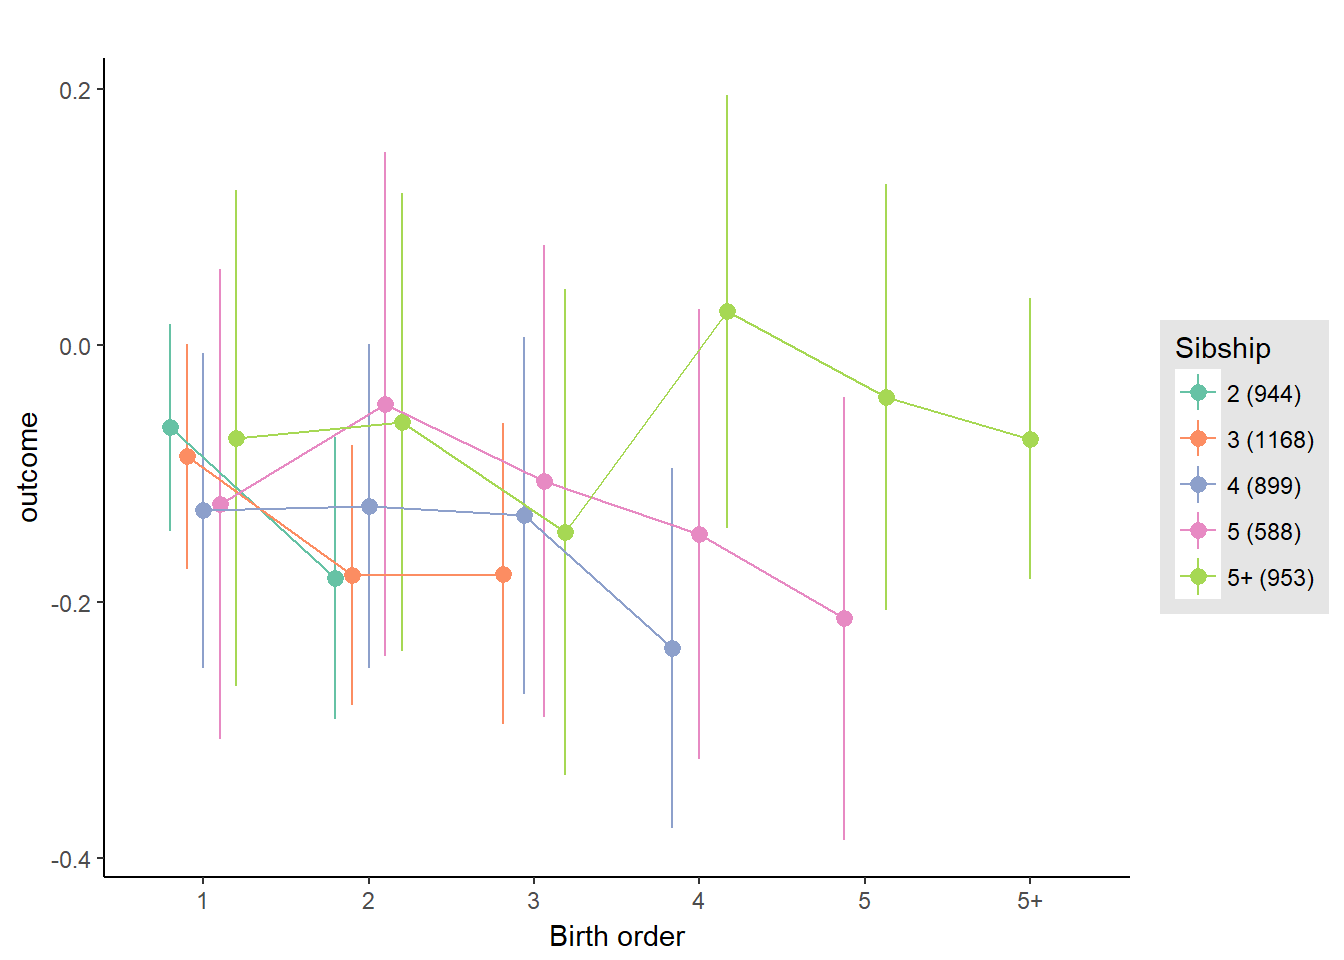 0.2
0.0
-0.2
-0.4
outcome
1 2 3 4 5 5+
Birth order
Sibship
2 (944)
3 (1168)
4 (899)
5 (588)
5+ (953)